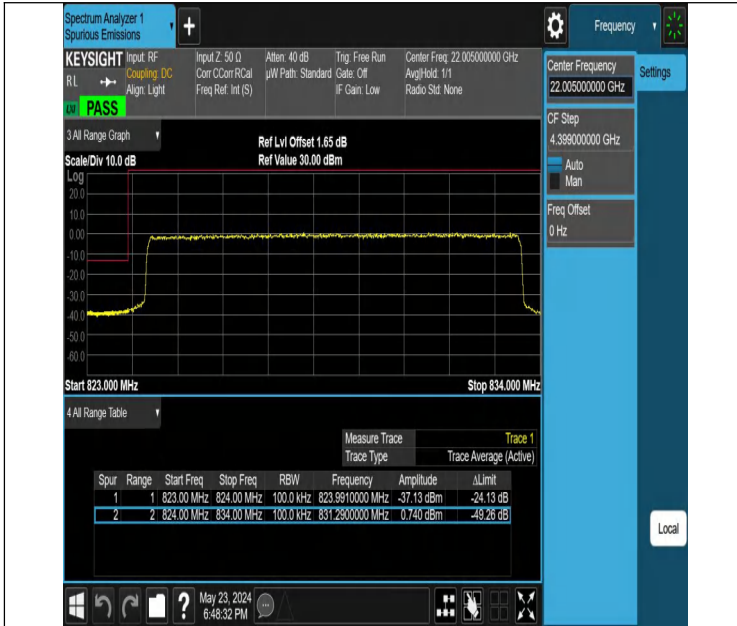 Spectrum Analyzer 1
Spurious Emissions
Frequency
KEYSIGHT Input: RF Input Z: 50 Ω Atten: 40 dB Trig: Free Run Center Freq: 22.005000000 GHz
RL Coupling: DC Corr CCorr RCal µW Path: Standard Gate: Off Avg|Hold: 1/1
Align: Light Freq Ref: Int (S) IF Gain: Low Radio Std: None
PASS
3 All Range Graph
Ref Lvl Offset 1.65 dB
Scale/Div 10.0 dB Ref Value 30.00 dBm
Log
20.0
10.0
0.00
-10.0
-20.0
-30.0
-40.0
-50.0
-60.0
Start 823.000 MHz Stop 834.000 MHz
4 All Range Table
Measure Trace Trace 1
Trace Type Trace Average (Active)
Spur Range Start Freq Stop Freq RBW Frequency Amplitude ΔLimit
1 1 823.00 MHz 824.00 MHz 100.0 kHz 823.9910000 MHz -37.13 dBm -24.13 dB
2 2 824.00 MHz 834.00 MHz 100.0 kHz 831.2900000 MHz 0.740 dBm -49.26 dB
Center Frequency
22.005000000 GHz
Settings
CF Step
4.399000000 GHz
Auto
Man
Freq Offset
0 Hz
Local
May 23, 2024
6:48:32 PM